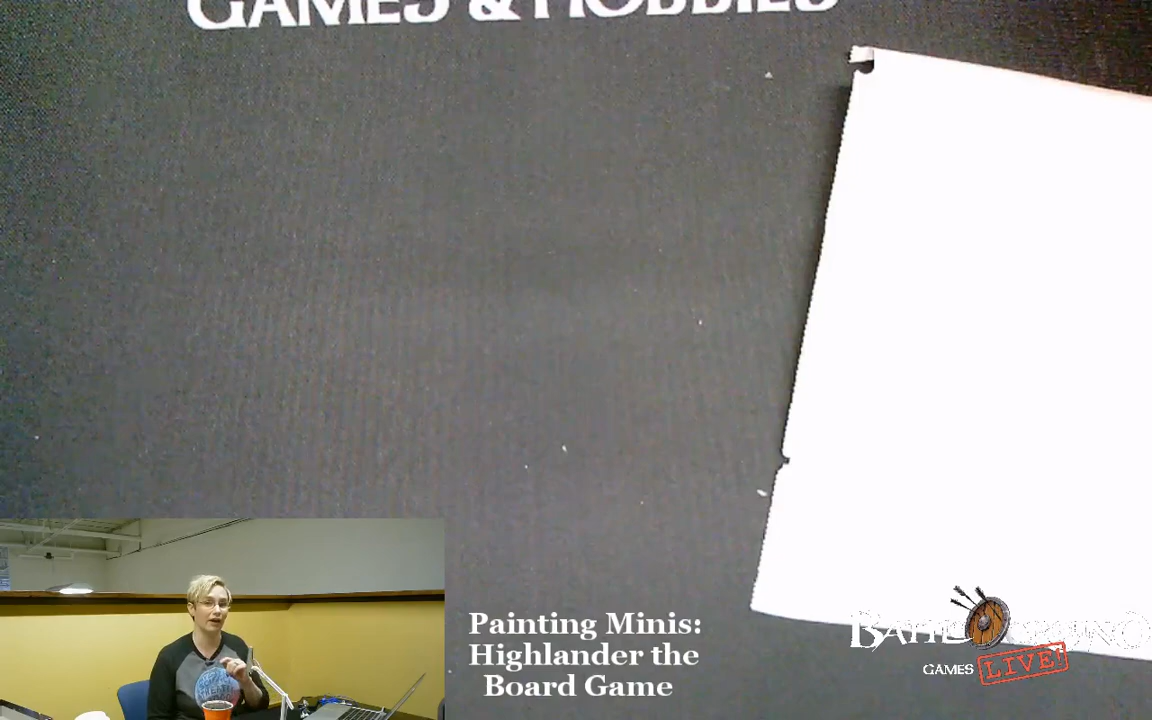 GAMES & HOBBIES
Painting Minis:
Highlander the
Board Game
GAMES LIVE!